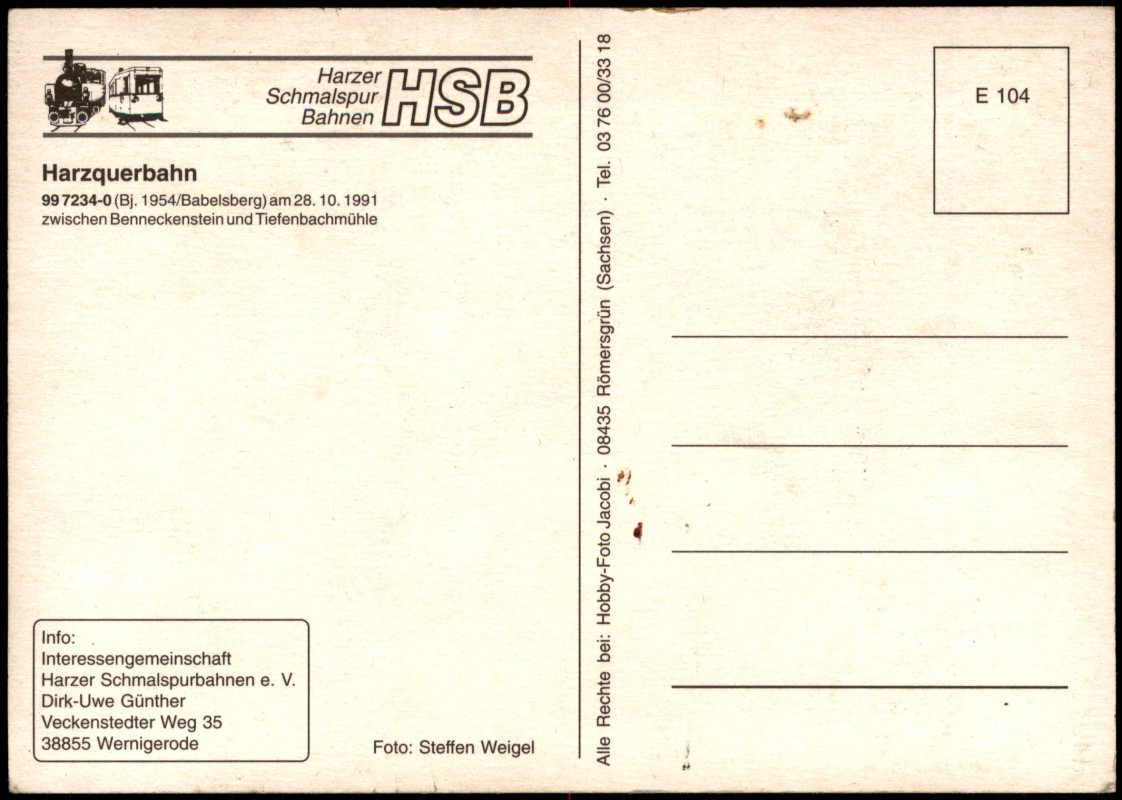 Harzer
Schmalspur
Bahnen
HSB
Harzquerbahn
99 7234-0 (Bj. 1954/Babelsberg) am 28. 10. 1991
zwischen Benneckenstein und Tiefenbachmühle
Info:
Interessengemeinschaft
Harzer Schmalspurbahnen e. V.
Dirk-Uwe Günther
Veckenstedter Weg 35
38855 Wernigerode
Foto: Steffen Weigel
Alle Rechte bei: Hobby-Foto Jacobi · 08435 Römersgrün (Sachsen) · Tel. 03 76 00/33 18
E 104